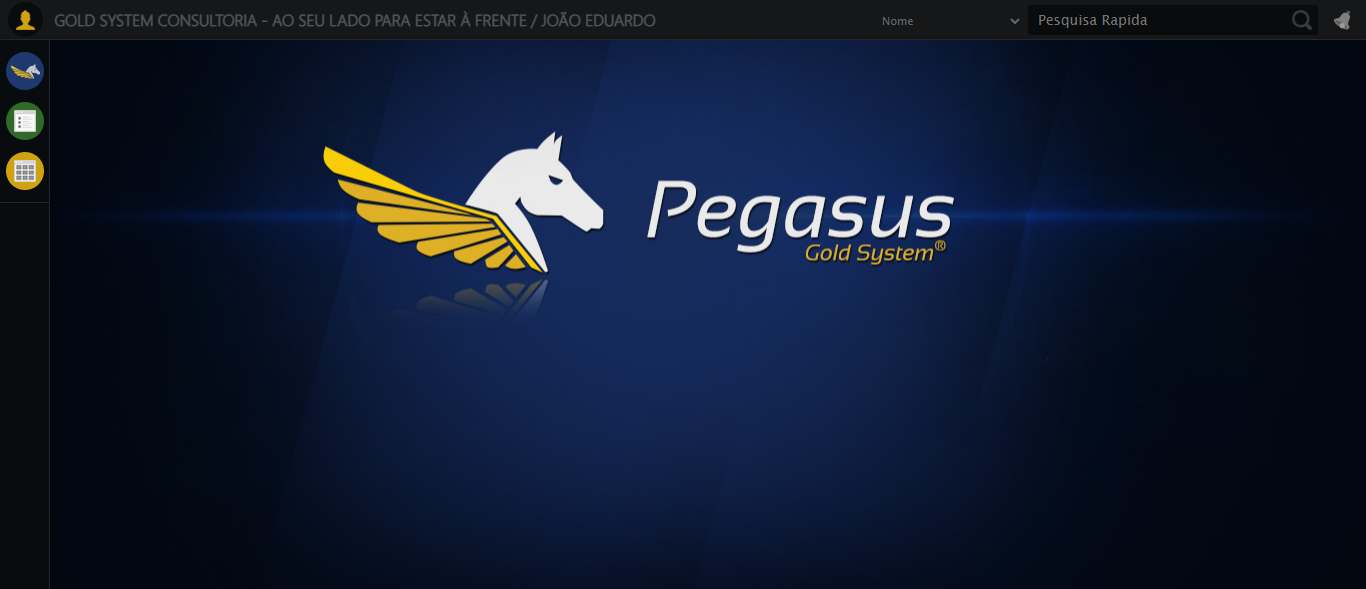 GOLD SYSTEM CONSULTORIA - AO SEU LADO PARA ESTAR À FRENTE / JOÃO EDUARDO
Nome
Pesquisa Rapida
Pegasus
Gold System®